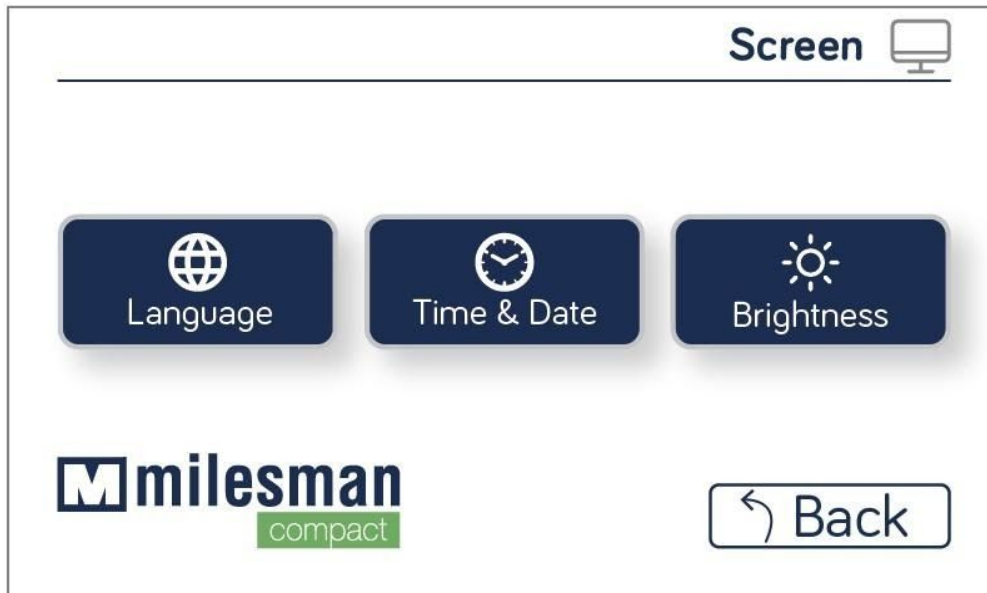 Screen
Language
Time & Date
Brightness
M milesman
compact
Back